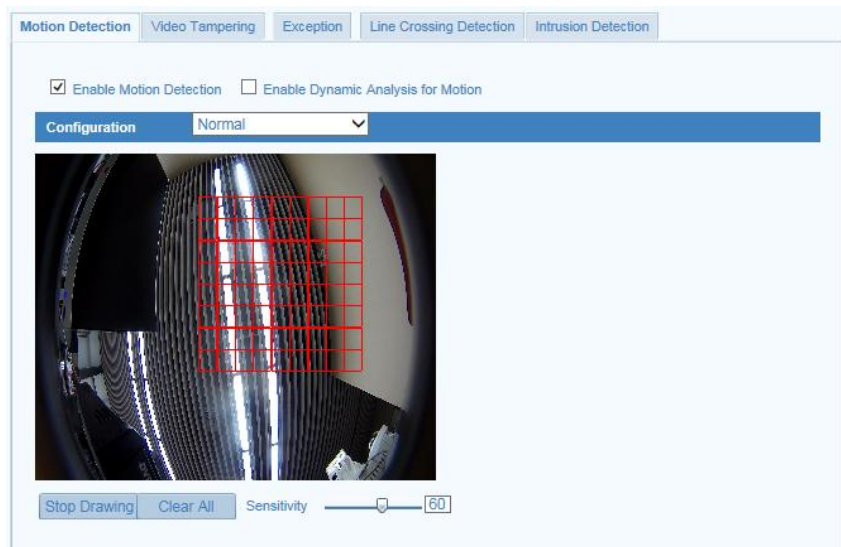 Motion Detection Video Tampering Exception Line Crossing Detection Intrusion Detection
Enable Motion Detection Enable Dynamic Analysis for Motion
Configuration Normal
Stop Drawing Clear All Sensitivity 60